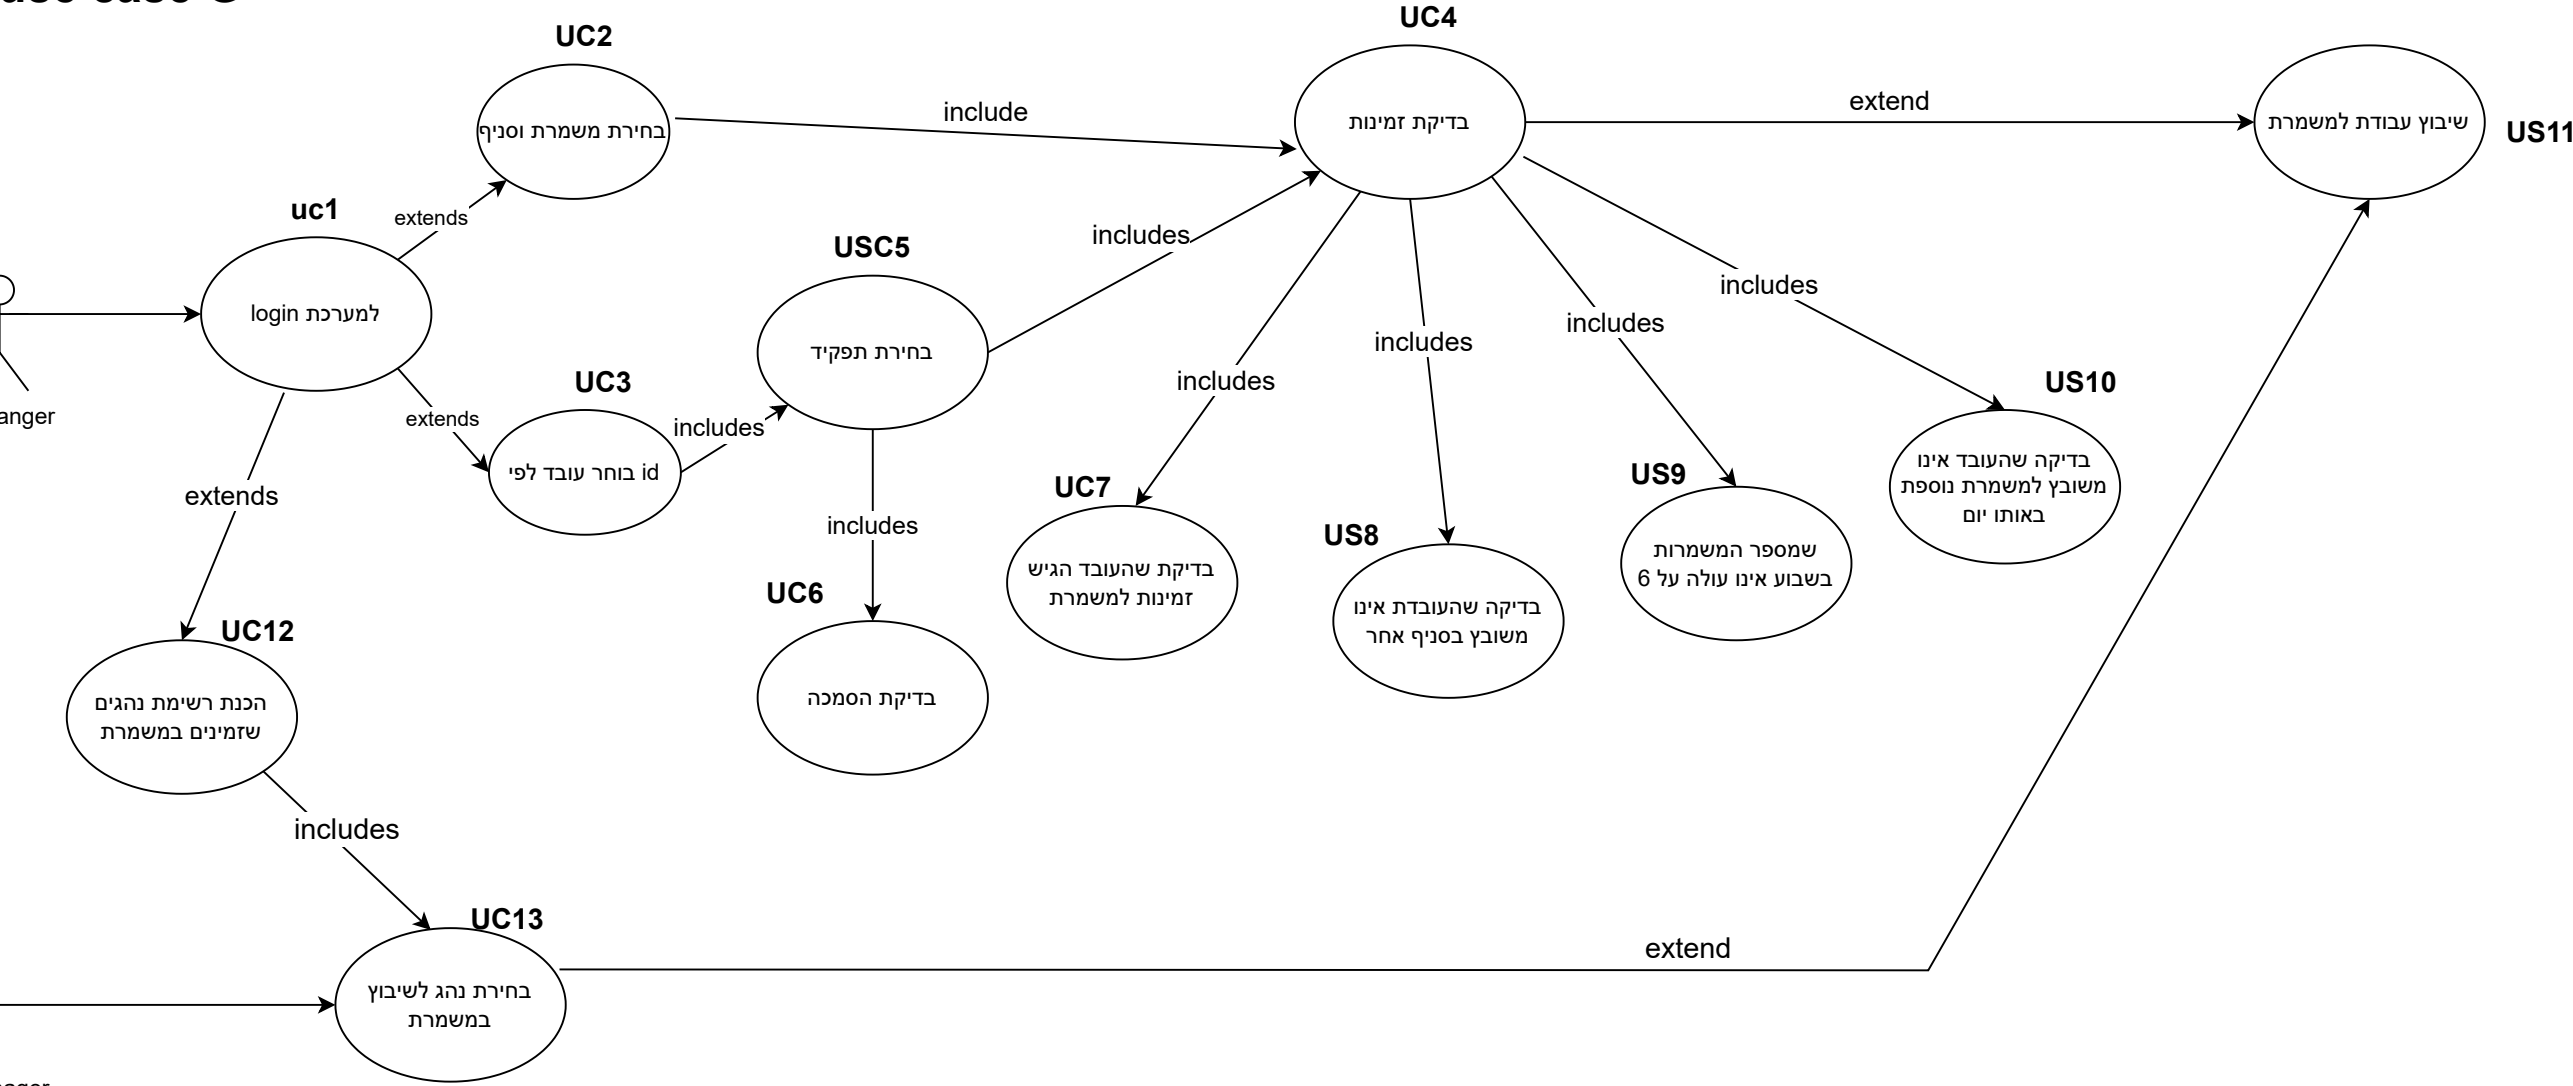 UC4
UC2
include
extend
בדיקת זמינות
שיבוץ עבודת למשמרת
US11
בחירת משמרת וסניף
uc1
extends
USC5
includes
includes
למערכת login
includes
includes
בחירת תפקיד
includes
UC3
US10
anger
extends
includes
בוחר עובד לפי id
בדיקה שהעובד אינו
משובץ למשמרת נוספת
באותו יום
US9
UC7
extends
includes
US8
שמספר המשמרות
בשבוע אינו עולה על 6
בדיקת שהעובד הגיש
זמינות למשמרת
UC6
בדיקה שהעובדת אינו
משובץ בסניף אחר
UC12
בדיקת הסמכה
הכנת רשימת נהגים
שזמינים במשמרת
includes
UC13
extend
בחירת נהג לשיבוץ
במשמרת